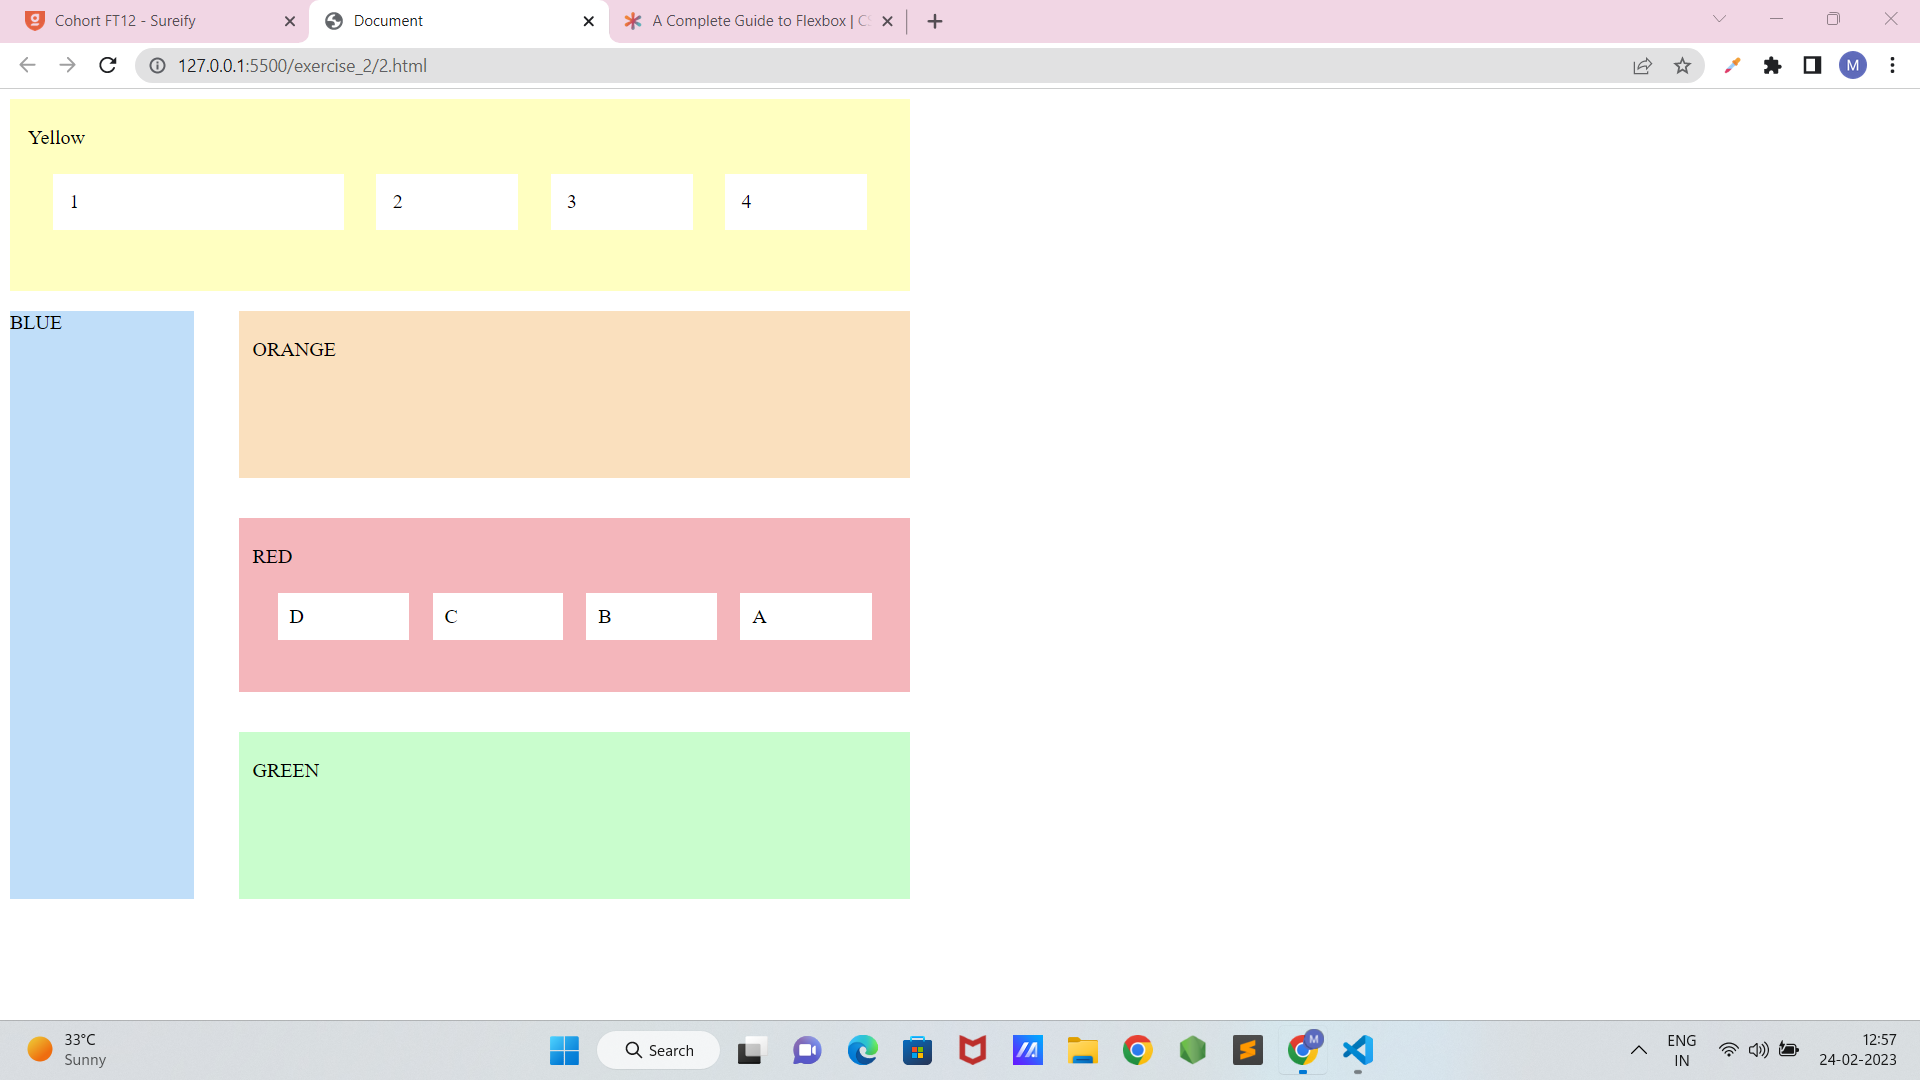 Cohort FT12 - Sureify
Document
A Complete Guide to Flexbox | CS
127.0.0.1:5500/exercise_2/2.html
M
Yellow
1 2 3 4
BLUE
ORANGE
RED
D C B A
GREEN
33°C
Sunny
Search
M
ENG
IN
12:57
24-02-2023